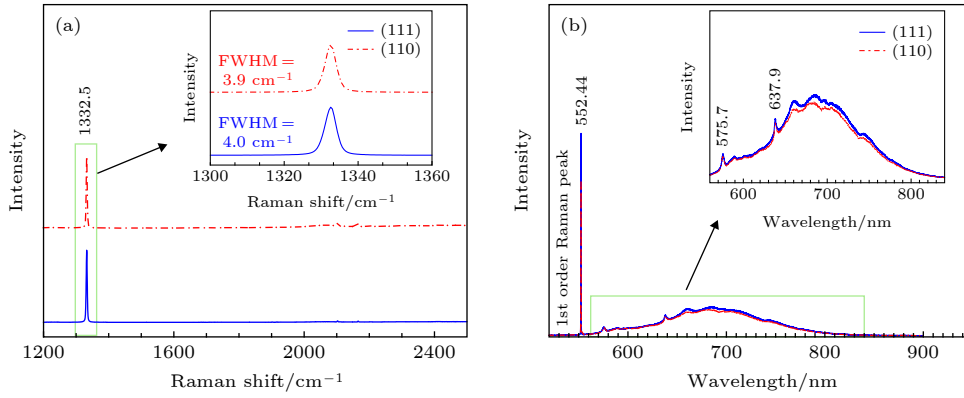 (a)
1332.5
Intensity
FWHM=
3.9 cm⁻¹
FWHM=
4.0 cm⁻¹
(111)
(110)
Intensity
1300 1320 1340 1360
Raman shift/cm⁻¹
1200 1600 2000 2400
Raman shift/cm⁻¹
(b)
552.44
1st order Raman peak
Intensity
(111)
(110)
575.7
637.9
Intensity
600 700 800
Wavelength/nm
600 700 800 900
Wavelength/nm